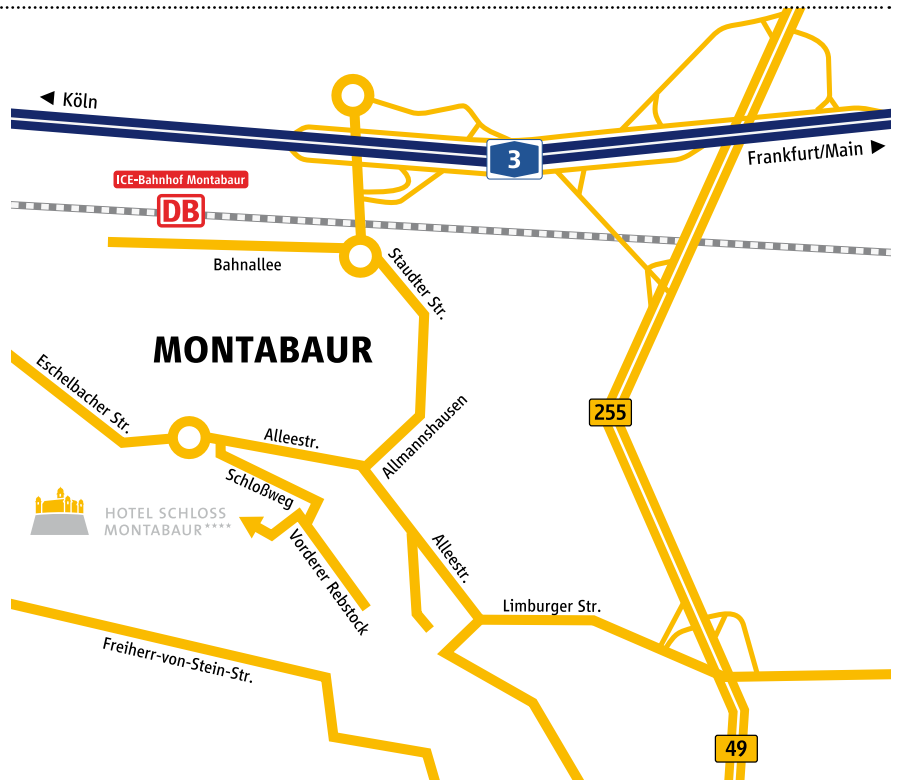 Köln
3
Frankfurt/Main
ICE-Bahnhof Montabaur
DB
Bahnallee
Staudter Str.
MONTABAUR
Eschelbacher Str.
Alleestr.
Allmannshausen
255
Schloßweg
HOTEL SCHLOSS
MONTABAUR****
Vorderer Rebstock
Alleestr.
Limburger Str.
Freiherr-von-Stein-Str.
49